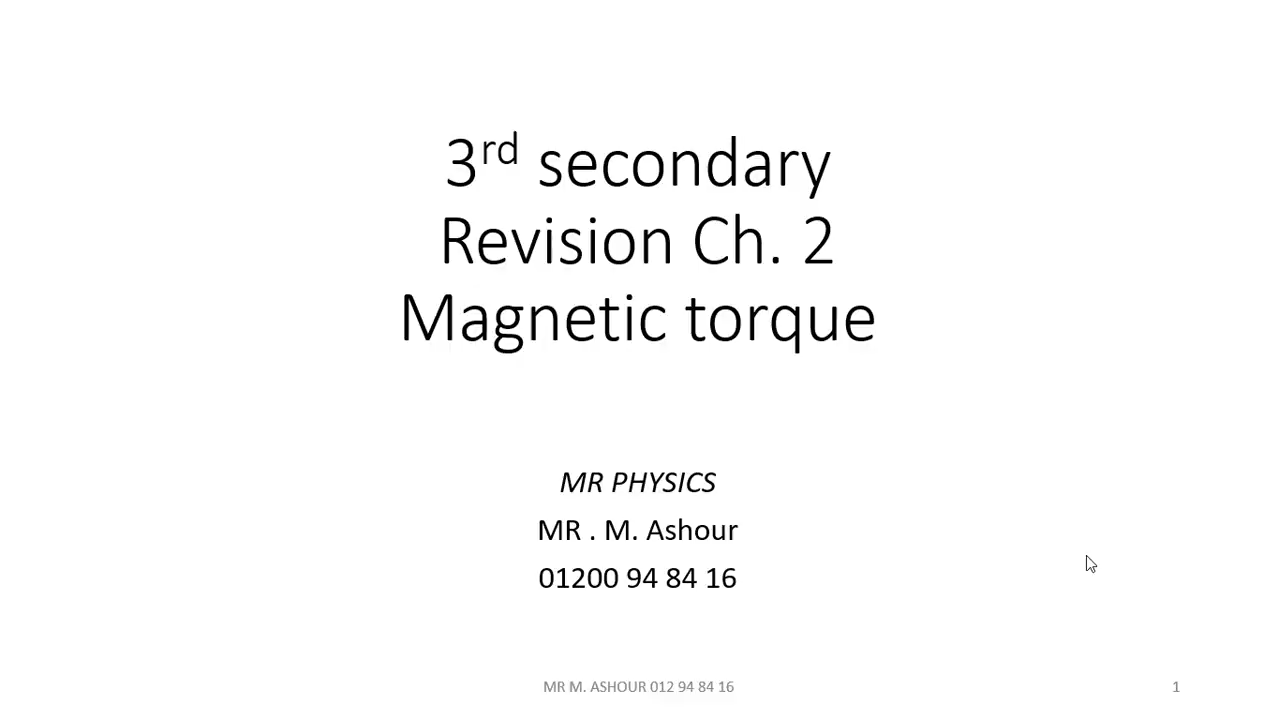 3rd secondary
Revision Ch. 2
Magnetic torque
MR PHYSICS
MR . M. Ashour
01200 94 84 16
MR M. ASHOUR 012 94 84 16
1